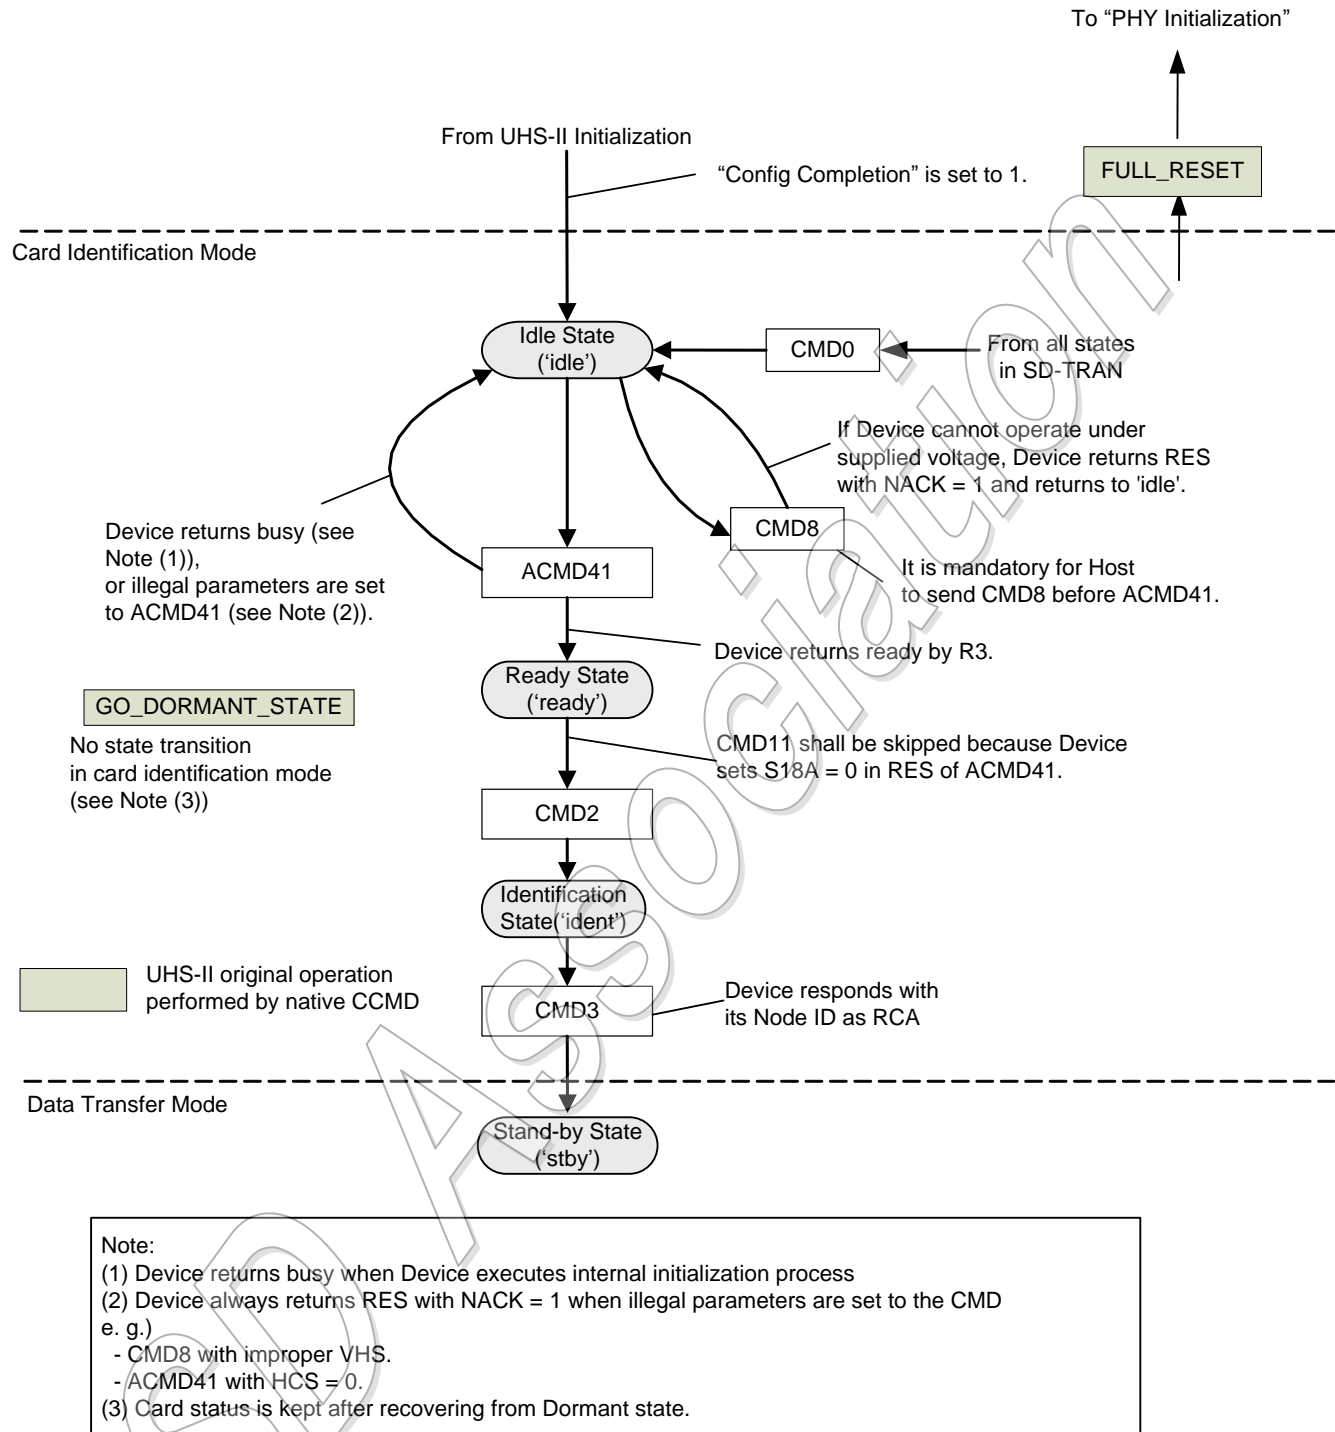 To “PHY Initialization”
From UHS-II Initialization
“Config Completion” is set to 1.
FULL_RESET
Card Identification Mode
Idle State
(‘idle’)
CMD0
From all states
in SD-TRAN
If Device cannot operate under
supplied voltage, Device returns RES
with NACK = 1 and returns to 'idle'.
CMD8
It is mandatory for Host
to send CMD8 before ACMD41.
Device returns busy (see
Note (1)),
or illegal parameters are set
to ACMD41 (see Note (2)).
ACMD41
Device returns ready by R3.
Ready State
(‘ready’)
GO_DORMANT_STATE
No state transition
in card identification mode
(see Note (3))
CMD11 shall be skipped because Device
sets S18A = 0 in RES of ACMD41.
CMD2
Identification
State(‘ident’)
UHS-II original operation
performed by native CCMD
CMD3
Device responds with
its Node ID as RCA
Data Transfer Mode
Stand-by State
(‘stby’)
Note:
(1) Device returns busy when Device executes internal initialization process
(2) Device always returns RES with NACK = 1 when illegal parameters are set to the CMD
e. g.)
- CMD8 with improper VHS.
- ACMD41 with HCS = 0.
(3) Card status is kept after recovering from Dormant state.
SD Association